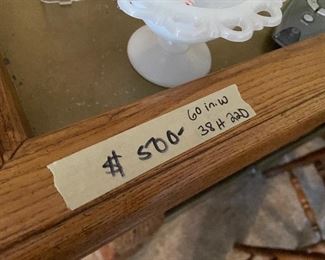 $ 500-
60 in. W
38 H 22D